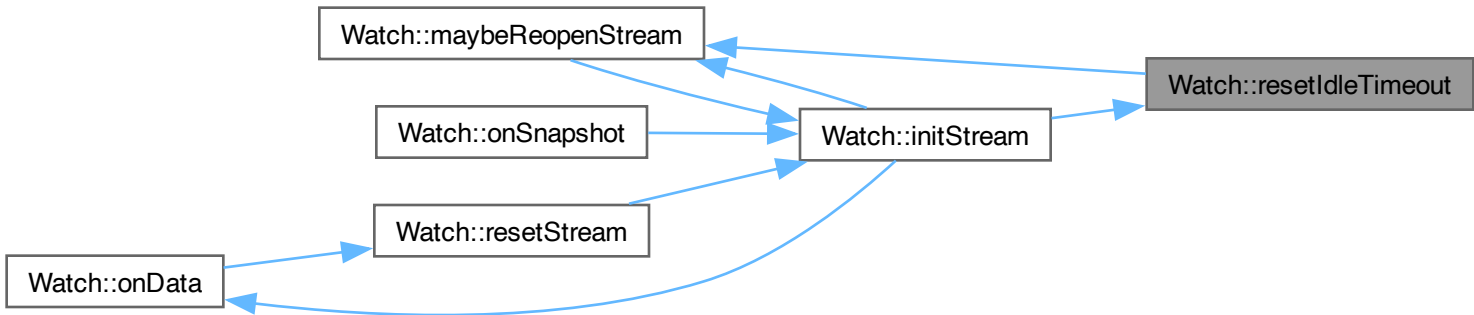 Watch::maybeReopenStream
Watch::resetIdleTimeout
Watch::onSnapshot
Watch::initStream
Watch::resetStream
Watch::onData